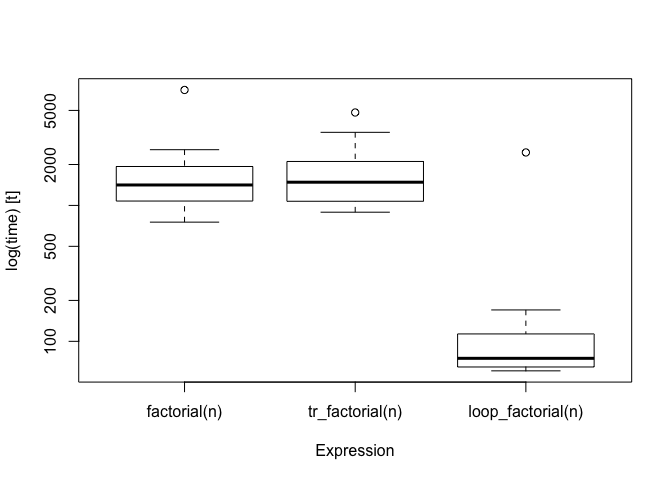 log(time) [t]
5000
2000
500
200
100
factorial(n)
tr_factorial(n)
loop_factorial(n)
Expression